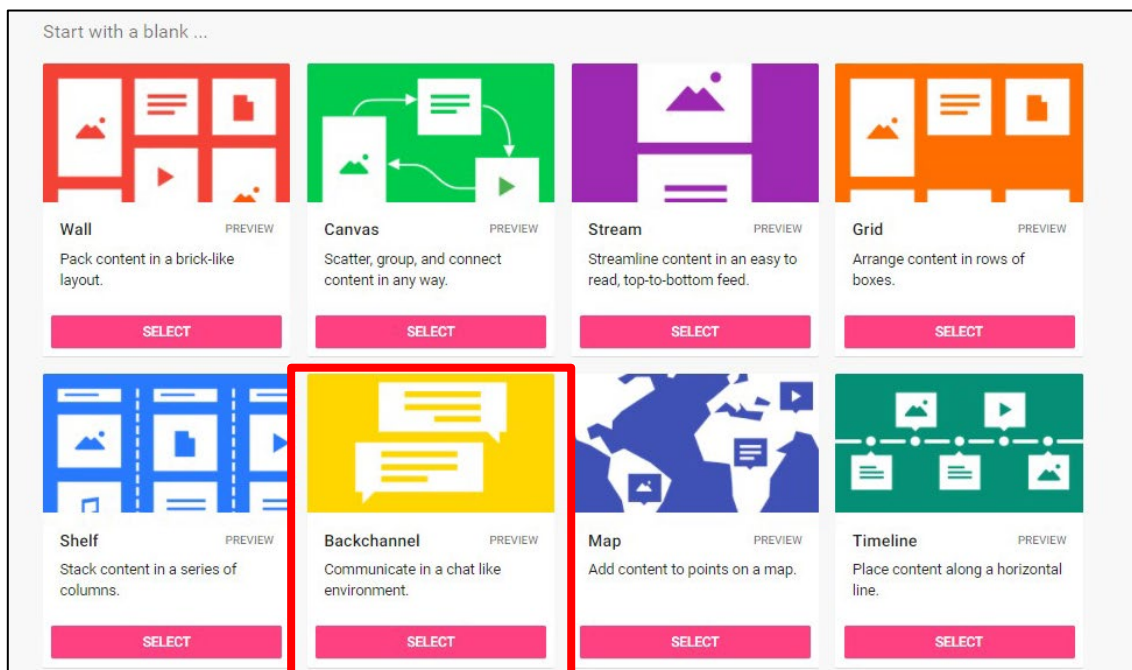 Start with a blank ...
Wall PREVIEW
Pack content in a brick-like
layout.
SELECT
Canvas PREVIEW
Scatter, group, and connect
content in any way.
SELECT
Stream PREVIEW
Streamline content in an easy to
read, top-to-bottom feed.
SELECT
Grid PREVIEW
Arrange content in rows of
boxes.
SELECT
Shelf PREVIEW
Stack content in a series of
columns.
SELECT
Backchannel PREVIEW
Communicate in a chat like
environment.
SELECT
Map PREVIEW
Add content to points on a map.
SELECT
Timeline PREVIEW
Place content along a horizontal
line.
SELECT